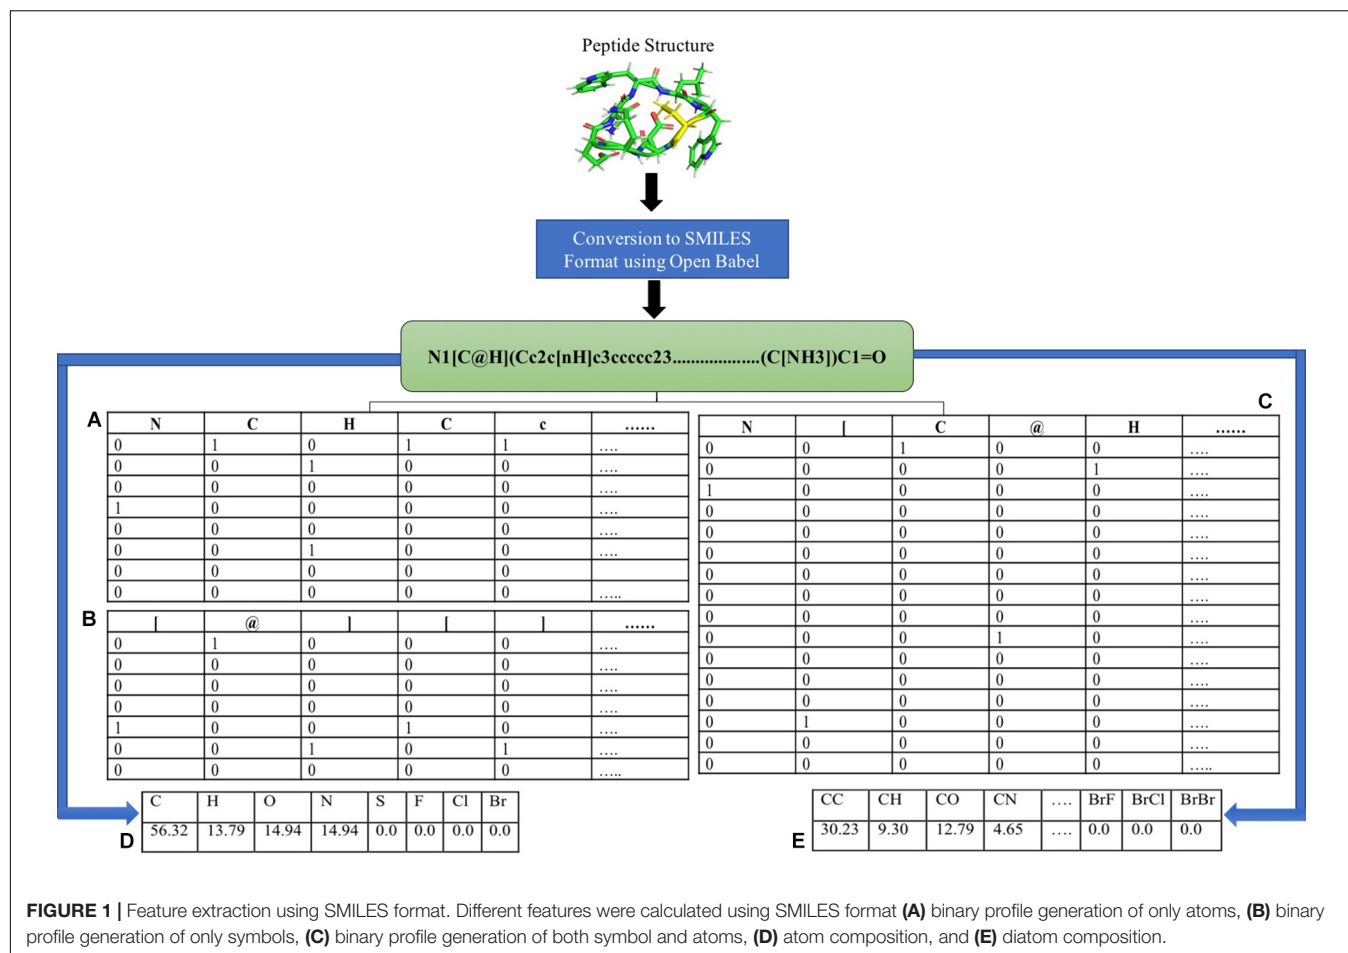 Peptide Structure
Conversion to SMILES
Format using Open Babel
N1[C@H](Cc2c[nH]c3ccccc23...................(C[NH3])C1=O
A
N C H C c ......
0 1 0 1 1 ....
0 0 1 0 0 ....
0 0 0 0 0 ....
1 0 0 0 0 ....
0 0 0 0 0 ....
0 0 1 0 0 ....
0 0 0 0 0
0 0 0 0 0 .....
B
[ @ ] [ ] ......
0 1 0 0 0 ....
0 0 0 0 0 ....
0 0 0 0 0 ....
0 0 0 0 0 ....
1 0 0 1 0 ....
0 0 1 0 1 ....
0 0 0 0 0 .....
C
N [ C @ H ......
0 0 1 0 0 ....
0 0 0 0 1 ....
1 0 0 0 0 ....
0 0 0 0 0 ....
0 0 0 0 0 ....
0 0 0 0 0 ....
0 0 0 0 0 ....
0 0 0 0 0 ....
0 0 0 0 0 ....
0 0 0 1 0 ....
0 0 0 0 0 ....
0 0 0 0 0 ....
0 0 0 0 0 ....
0 1 0 0 0 ....
0 0 0 0 0 ....
0 0 0 0 0 .....
D
C H O N S F Cl Br
56.32 13.79 14.94 14.94 0.0 0.0 0.0 0.0
E
CC CH CO CN .... BrF BrCl BrBr
30.23 9.30 12.79 4.65 .... 0.0 0.0 0.0
FIGURE 1 | Feature extraction using SMILES format. Different features were calculated using SMILES format (A) binary profile generation of only atoms, (B) binary
profile generation of only symbols, (C) binary profile generation of both symbol and atoms, (D) atom composition, and (E) diatom composition.